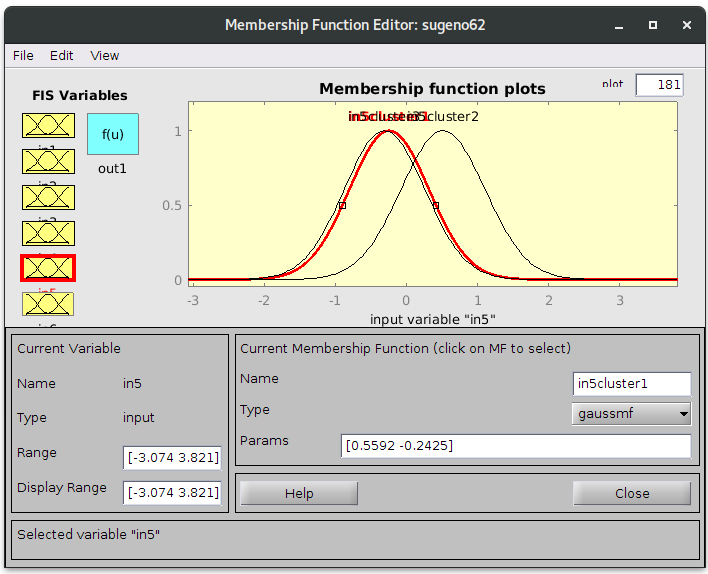 Membership Function Editor: sugeno62
File Edit View
FIS Variables
in1
in2
in3
in5
in6
f(u)
out1
Membership function plots
plot
181
in5cluster1
in5cluster2
1
0.5
0
-3 -2 -1 0 1 2 3
input variable "in5"
Current Variable
Name in5
Type input
Range [-3.074 3.821]
Display Range [-3.074 3.821]
Current Membership Function (click on MF to select)
Name in5cluster1
Type gaussmf
Params [0.5592 -0.2425]
Help
Close
Selected variable "in5"